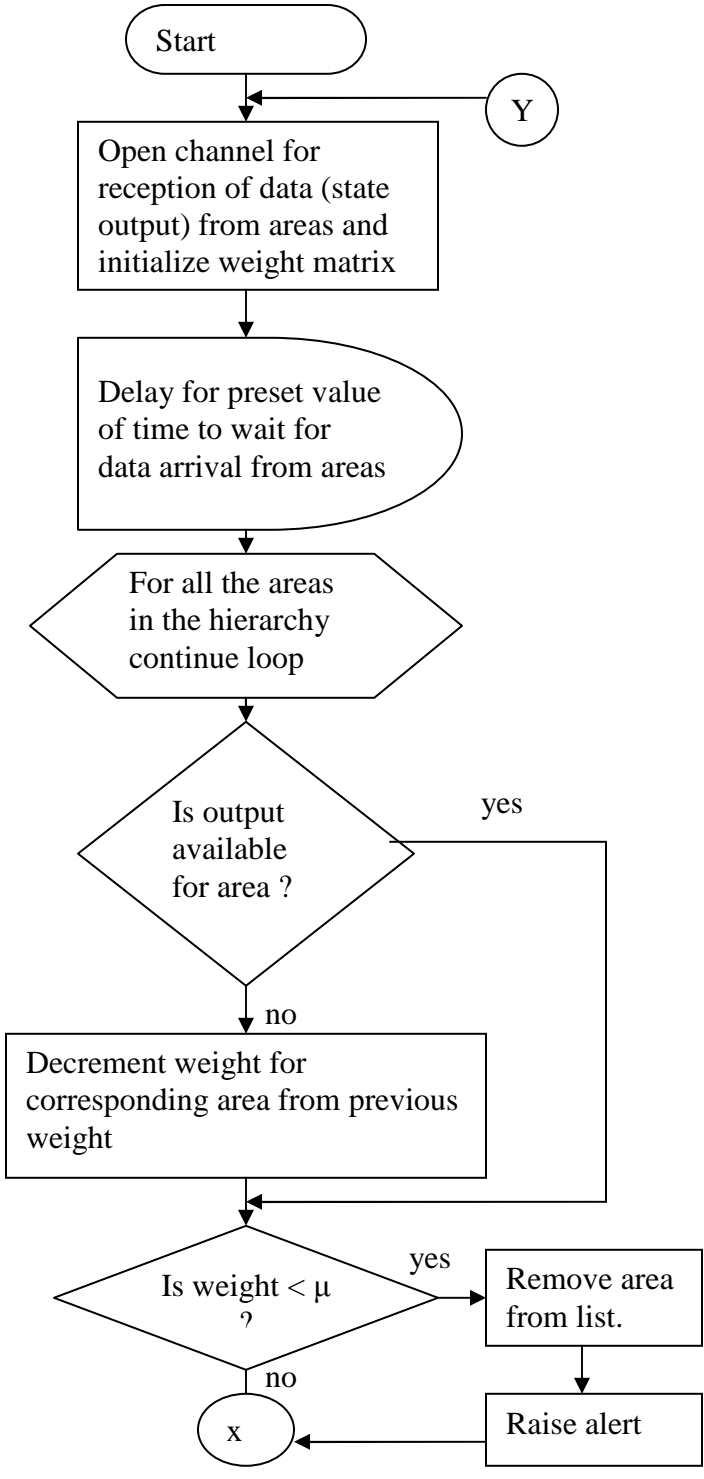 Start
Y
Open channel for
reception of data (state
output) from areas and
initialize weight matrix
Delay for preset value
of time to wait for
data arrival from areas
For all the areas
in the hierarchy
continue loop
Is output
available
for area ?
yes
no
Decrement weight for
corresponding area from previous
weight
Is weight < μ
?
yes
Remove area
from list.
no
x
Raise alert